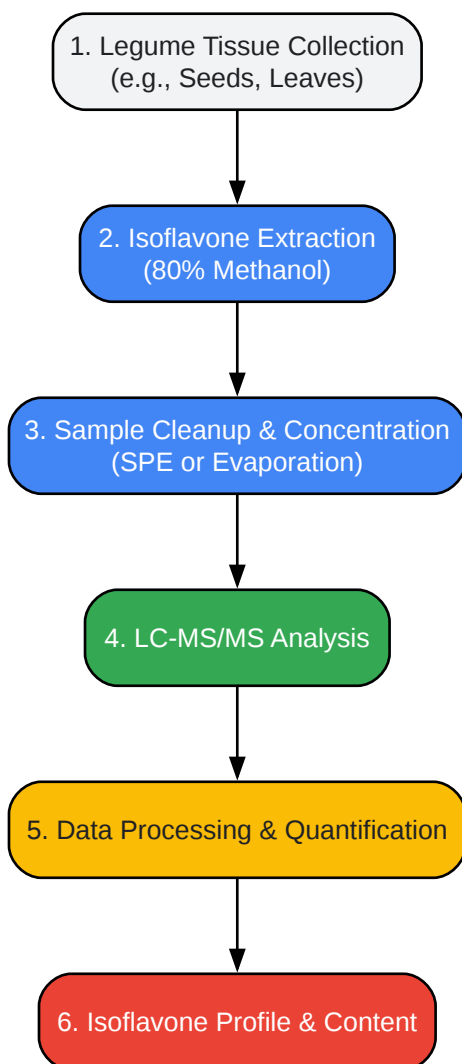 1. Legume Tissue Collection
(e.g., Seeds, Leaves)
2. Isoflavone Extraction
(80% Methanol)
3. Sample Cleanup & Concentration
(SPE or Evaporation)
4. LC-MS/MS Analysis
5. Data Processing & Quantification
6. Isoflavone Profile & Content